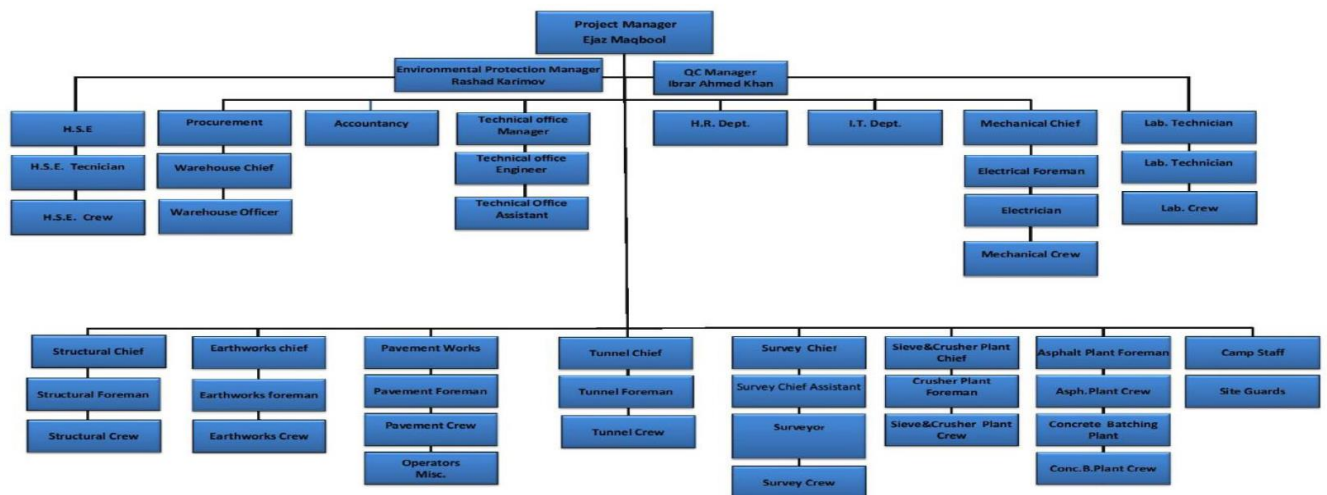 Project Manager
Ejaz Maqbool
Environmental Protection Manager
Rashad Karimov
QC Manager
Ibrar Ahmed Khan
H.S.E
Procurement
Accountancy
Technical office
Manager
H.R. Dept.
I.T. Dept.
Mechanical Chief
Lab. Technician
H.S.E. Tecnician
Warehouse Chief
Technical office
Engineer
Electrical Foreman
Lab. Technician
H.S.E. Crew
Warehouse Officer
Technical Office
Assistant
Electrician
Lab. Crew
Mechanical Crew
Structural Chief
Earthworks chief
Pavement Works
Tunnel Chief
Survey Chief
Sieve&Crusher Plant
Chief
Asphalt Plant Foreman
Camp Staff
Structural Foreman
Earthworks foreman
Pavement Foreman
Tunnel Foreman
Survey Chief Assistant
Crusher Plant
Foreman
Asph.Plant Crew
Site Guards
Structural Crew
Earthworks Crew
Pavement Crew
Tunnel Crew
Surveyor
Sieve&Crusher Plant
Crew
Concrete Batching
Plant
Operators
Misc.
Survey Crew
Conc.B.Plant Crew